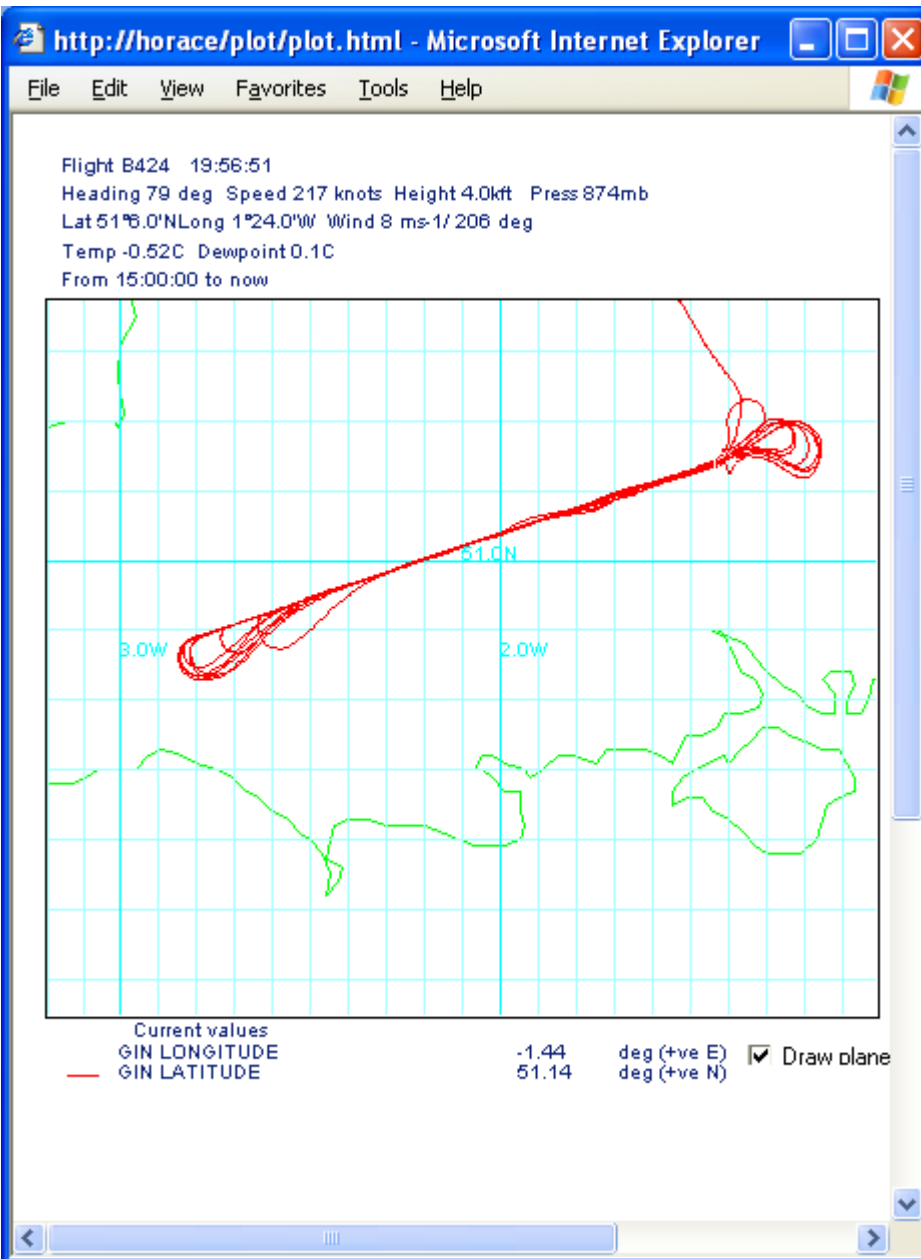 http://horace/plot/plot.html - Microsoft Internet Explorer
File Edit View Favorites Tools Help
Flight B424 19:56:51
Heading 79 deg Speed 217 knots Height 4.0kft Press 874mb
Lat 51°6.0'NLong 1°24.0'W Wind 8 ms-1/ 206 deg
Temp -0.52C Dewpoint 0.1C
From 15:00:00 to now
51.0N
3.0W 2.0W
Current values
GIN LONGITUDE -1.44 deg (+ve E)
GIN LATITUDE 51.14 deg (+ve N)
Draw plane